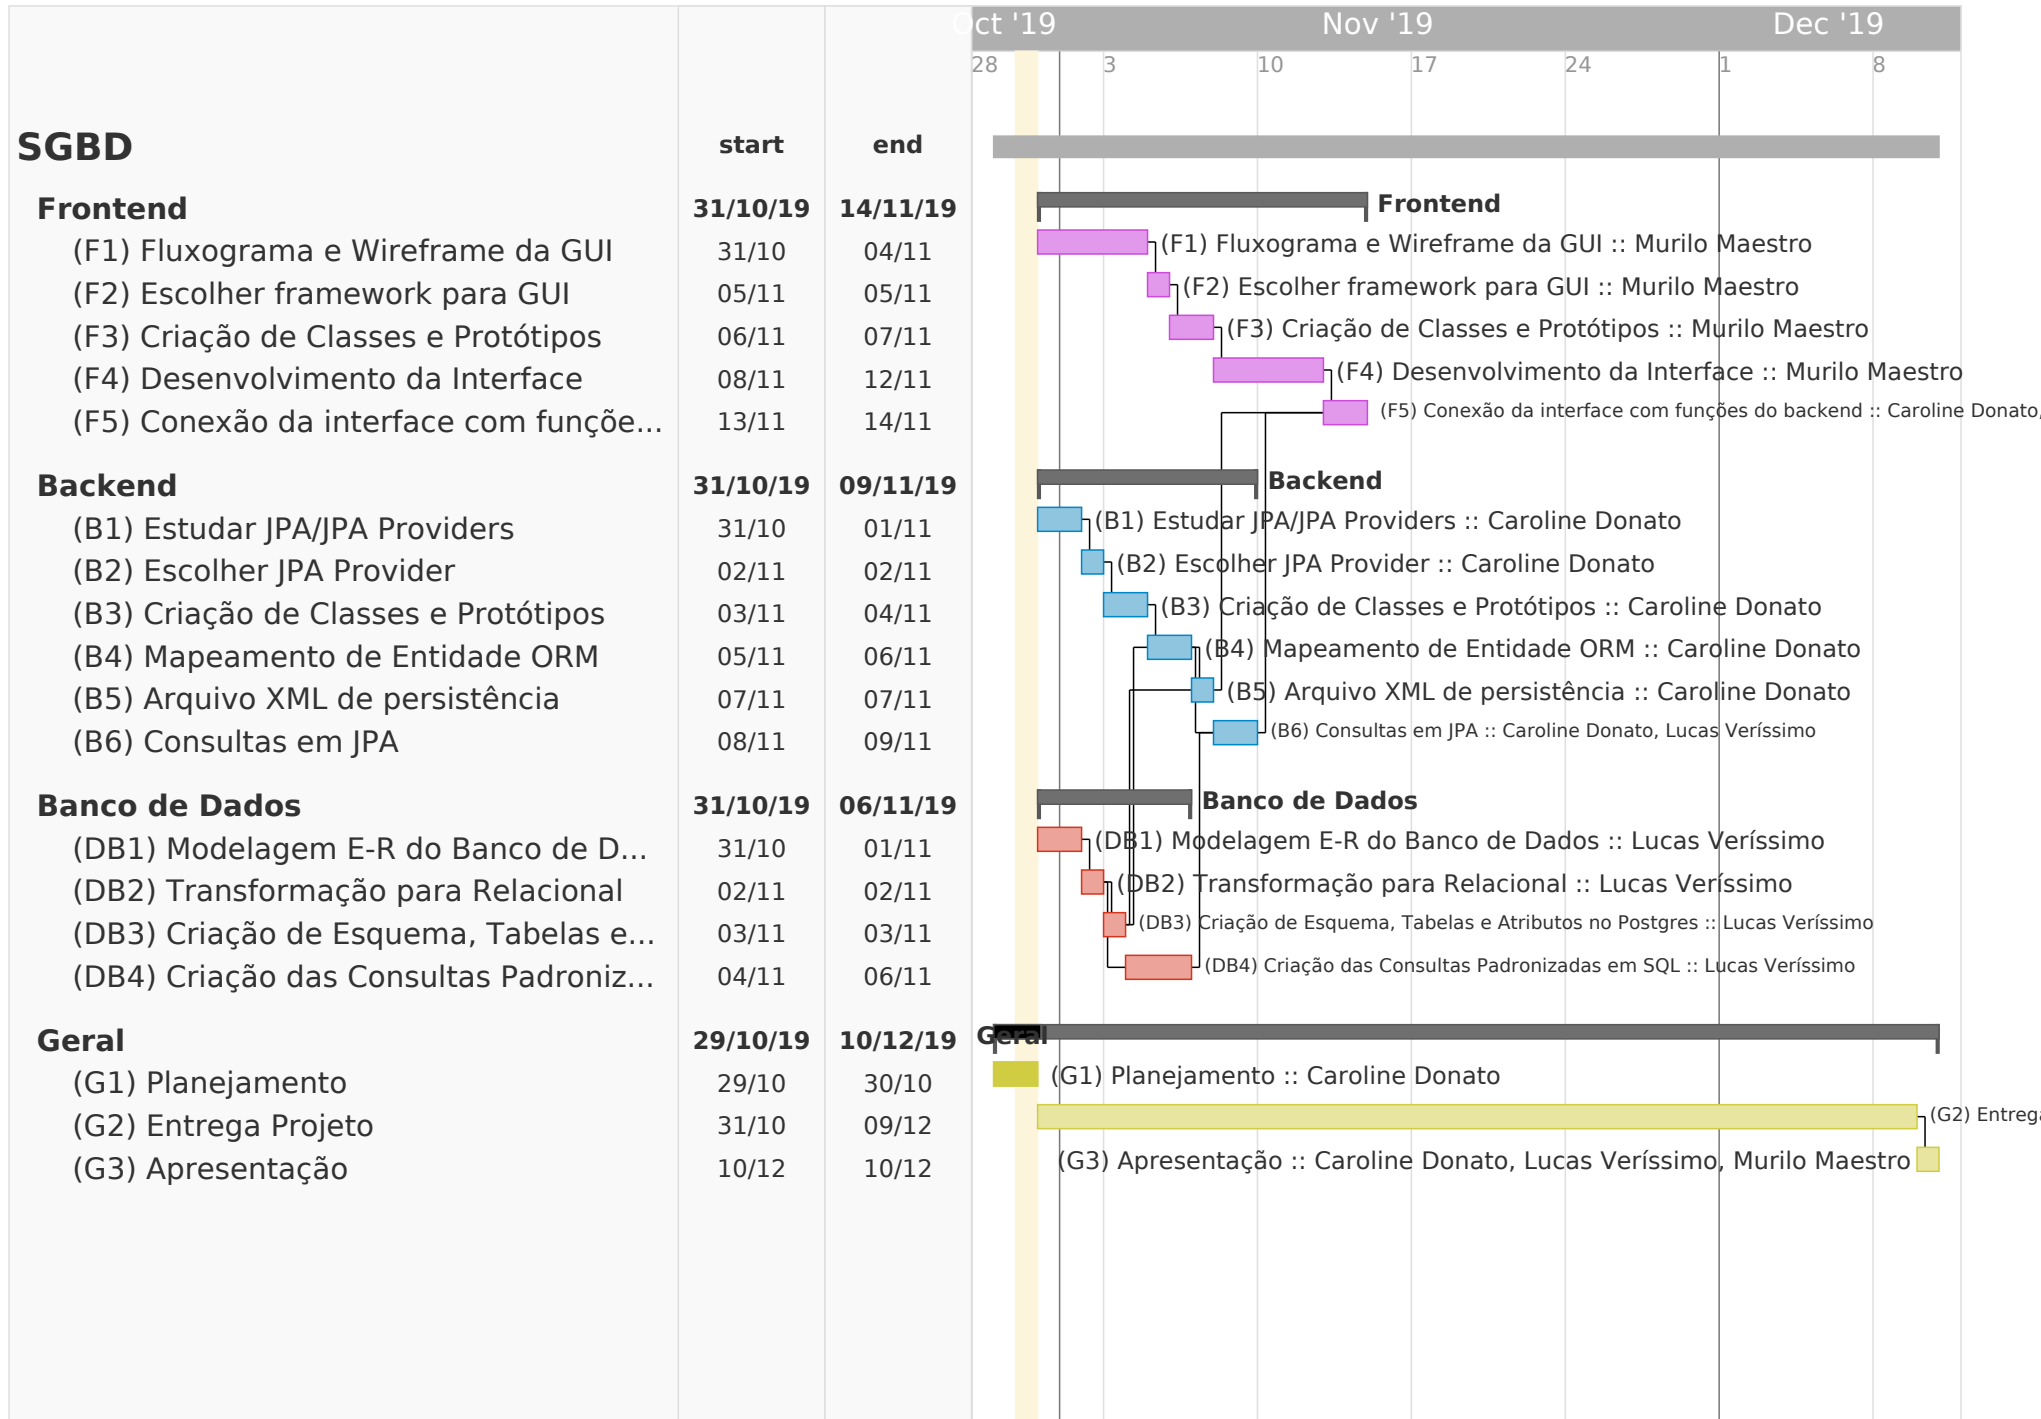 Oct '19 Nov '19 Dec '19
28 3 10 17 24 1 8
SGBD start end
Frontend 31/10/19 14/11/19 Frontend
(F1) Fluxograma e Wireframe da GUI 31/10 04/11 (F1) Fluxograma e Wireframe da GUI :: Murilo Maestro
(F2) Escolher framework para GUI 05/11 05/11 (F2) Escolher framework para GUI :: Murilo Maestro
(F3) Criação de Classes e Protótipos 06/11 07/11 (F3) Criação de Classes e Protótipos :: Murilo Maestro
(F4) Desenvolvimento da Interface 08/11 12/11 (F4) Desenvolvimento da Interface :: Murilo Maestro
(F5) Conexão da interface com funçõe... 13/11 14/11 (F5) Conexão da interface com funções do backend :: Caroline Donato,
Backend 31/10/19 09/11/19 Backend
(B1) Estudar JPA/JPA Providers 31/10 01/11 (B1) Estudar JPA/JPA Providers :: Caroline Donato
(B2) Escolher JPA Provider 02/11 02/11 (B2) Escolher JPA Provider :: Caroline Donato
(B3) Criação de Classes e Protótipos 03/11 04/11 (B3) Criação de Classes e Protótipos :: Caroline Donato
(B4) Mapeamento de Entidade ORM 05/11 06/11 (B4) Mapeamento de Entidade ORM :: Caroline Donato
(B5) Arquivo XML de persistência 07/11 07/11 (B5) Arquivo XML de persistência :: Caroline Donato
(B6) Consultas em JPA 08/11 09/11 (B6) Consultas em JPA :: Caroline Donato, Lucas Veríssimo
Banco de Dados 31/10/19 06/11/19 Banco de Dados
(DB1) Modelagem E-R do Banco de D... 31/10 01/11 (DB1) Modelagem E-R do Banco de Dados :: Lucas Veríssimo
(DB2) Transformação para Relacional 02/11 02/11 (DB2) Transformação para Relacional :: Lucas Veríssimo
(DB3) Criação de Esquema, Tabelas e... 03/11 03/11 (DB3) Criação de Esquema, Tabelas e Atributos no Postgres :: Lucas Veríssimo
(DB4) Criação das Consultas Padroniz... 04/11 06/11 (DB4) Criação das Consultas Padronizadas em SQL :: Lucas Veríssimo
Geral 29/10/19 10/12/19 Geral
(G1) Planejamento 29/10 30/10 (G1) Planejamento :: Caroline Donato
(G2) Entrega Projeto 31/10 09/12 (G2) Entrega
(G3) Apresentação 10/12 10/12 (G3) Apresentação :: Caroline Donato, Lucas Veríssimo, Murilo Maestro